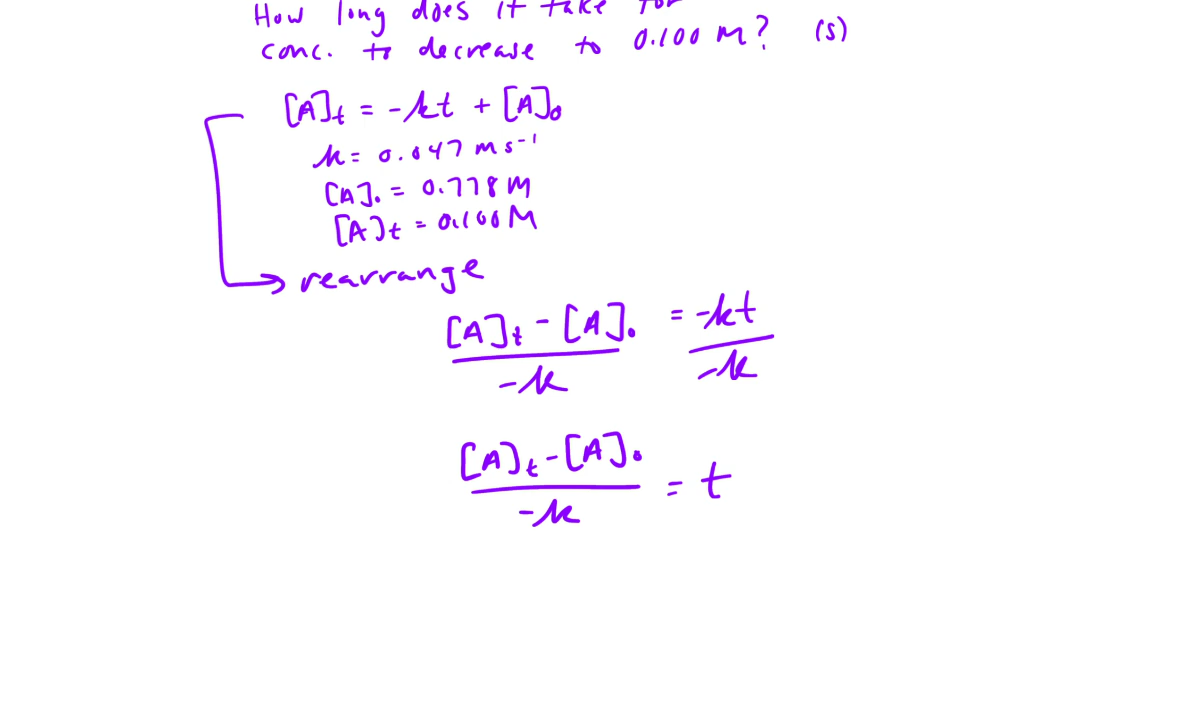 How long does it take for
conc. to decrease to 0.100 M? (s)
[A]t = -kt + [A]0
k = 0.047 M s⁻¹
[A]0 = 0.778 M
[A]t = 0.100 M
rearrange
[A]t - [A]0 = -kt
-k -k
[A]t - [A]0 = t
-k